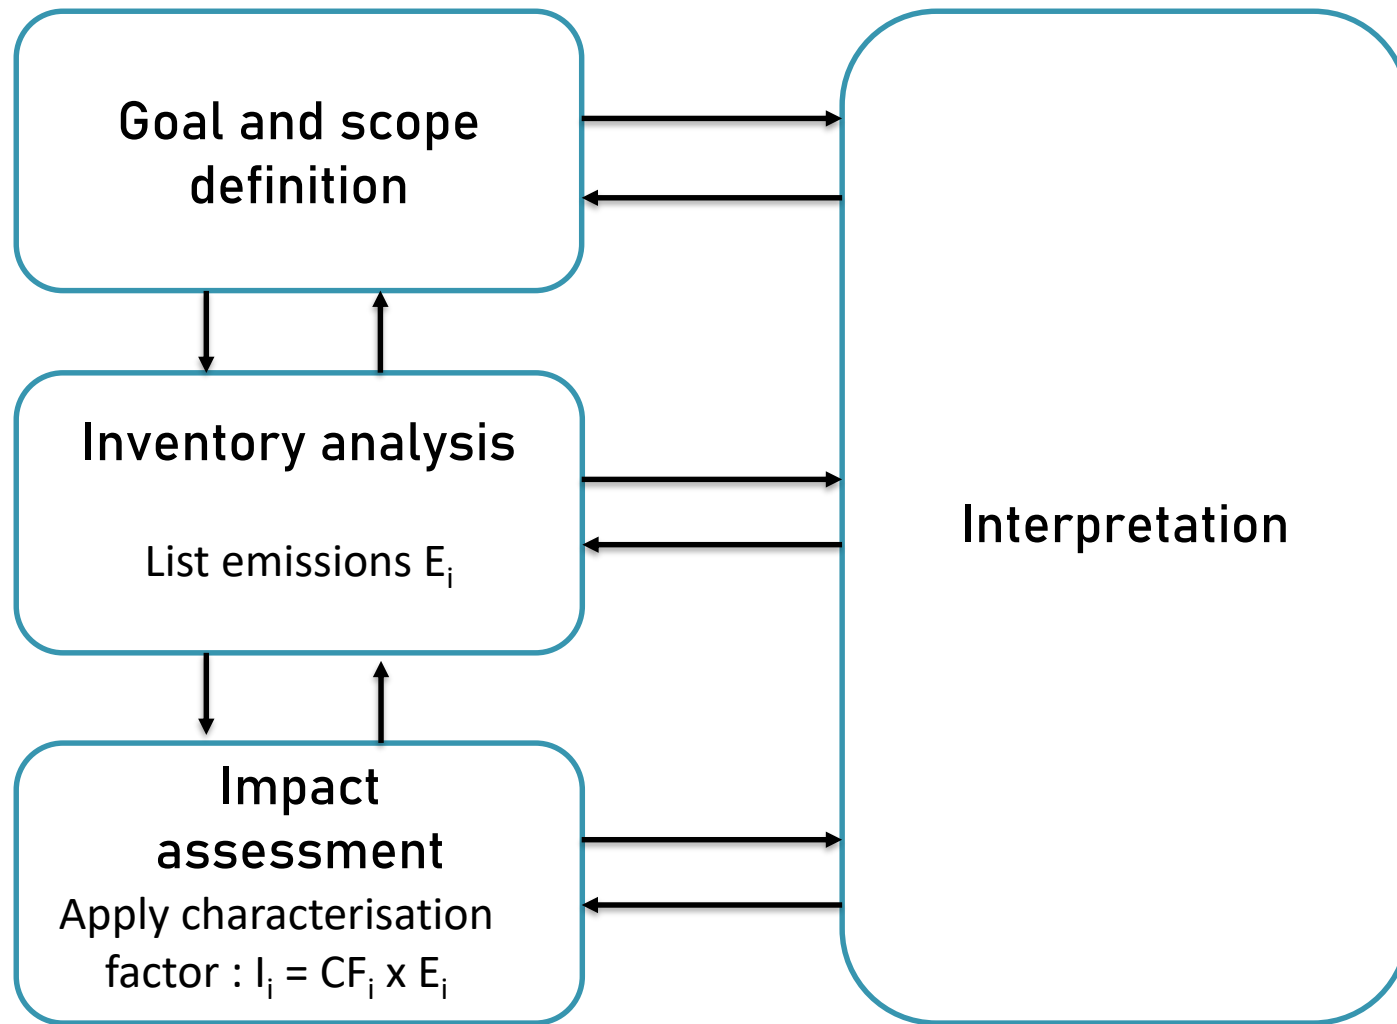 Goal and scope
definition
Inventory analysis
List emissions Eᵢ
Impact
assessment
Apply characterisation
factor : Iᵢ = CFᵢ x Eᵢ
Interpretation